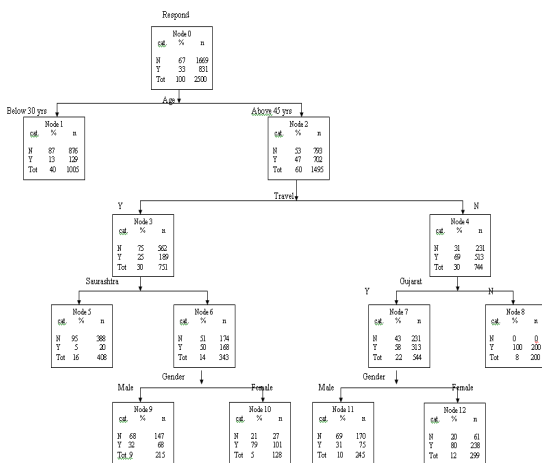 Respond
Node 0
cat. % n
N 67 1669
Y 33 831
Tot 100 2500
Age
Below 30 yrs
Above 45 yrs
Node 1
cat. % n
N 87 876
Y 13 129
Tot 40 1005
Node 2
cat. % n
N 53 793
Y 47 702
Tot 60 1495
Travel
Y
N
Node 3
cat. % n
N 75 562
Y 25 189
Tot 30 751
Node 4
cat. % n
N 31 231
Y 69 513
Tot 30 744
Saurashtra
Gujarat
Y
N
Node 5
cat. % n
N 95 388
Y 5 20
Tot 16 408
Node 6
cat. % n
N 51 174
Y 50 168
Tot 14 343
Node 7
cat. % n
N 43 231
Y 58 313
Tot 22 544
Node 8
cat. % n
N 0 0
Y 100 200
Tot 8 200
Gender
Gender
Male
Female
Male
Female
Node 9
cat. % n
N 68 147
Y 32 68
Tot 9 215
Node 10
cat. % n
N 21 27
Y 79 101
Tot 5 128
Node 11
cat. % n
N 69 170
Y 31 75
Tot 10 245
Node 12
cat. % n
N 20 61
Y 80 238
Tot 12 299